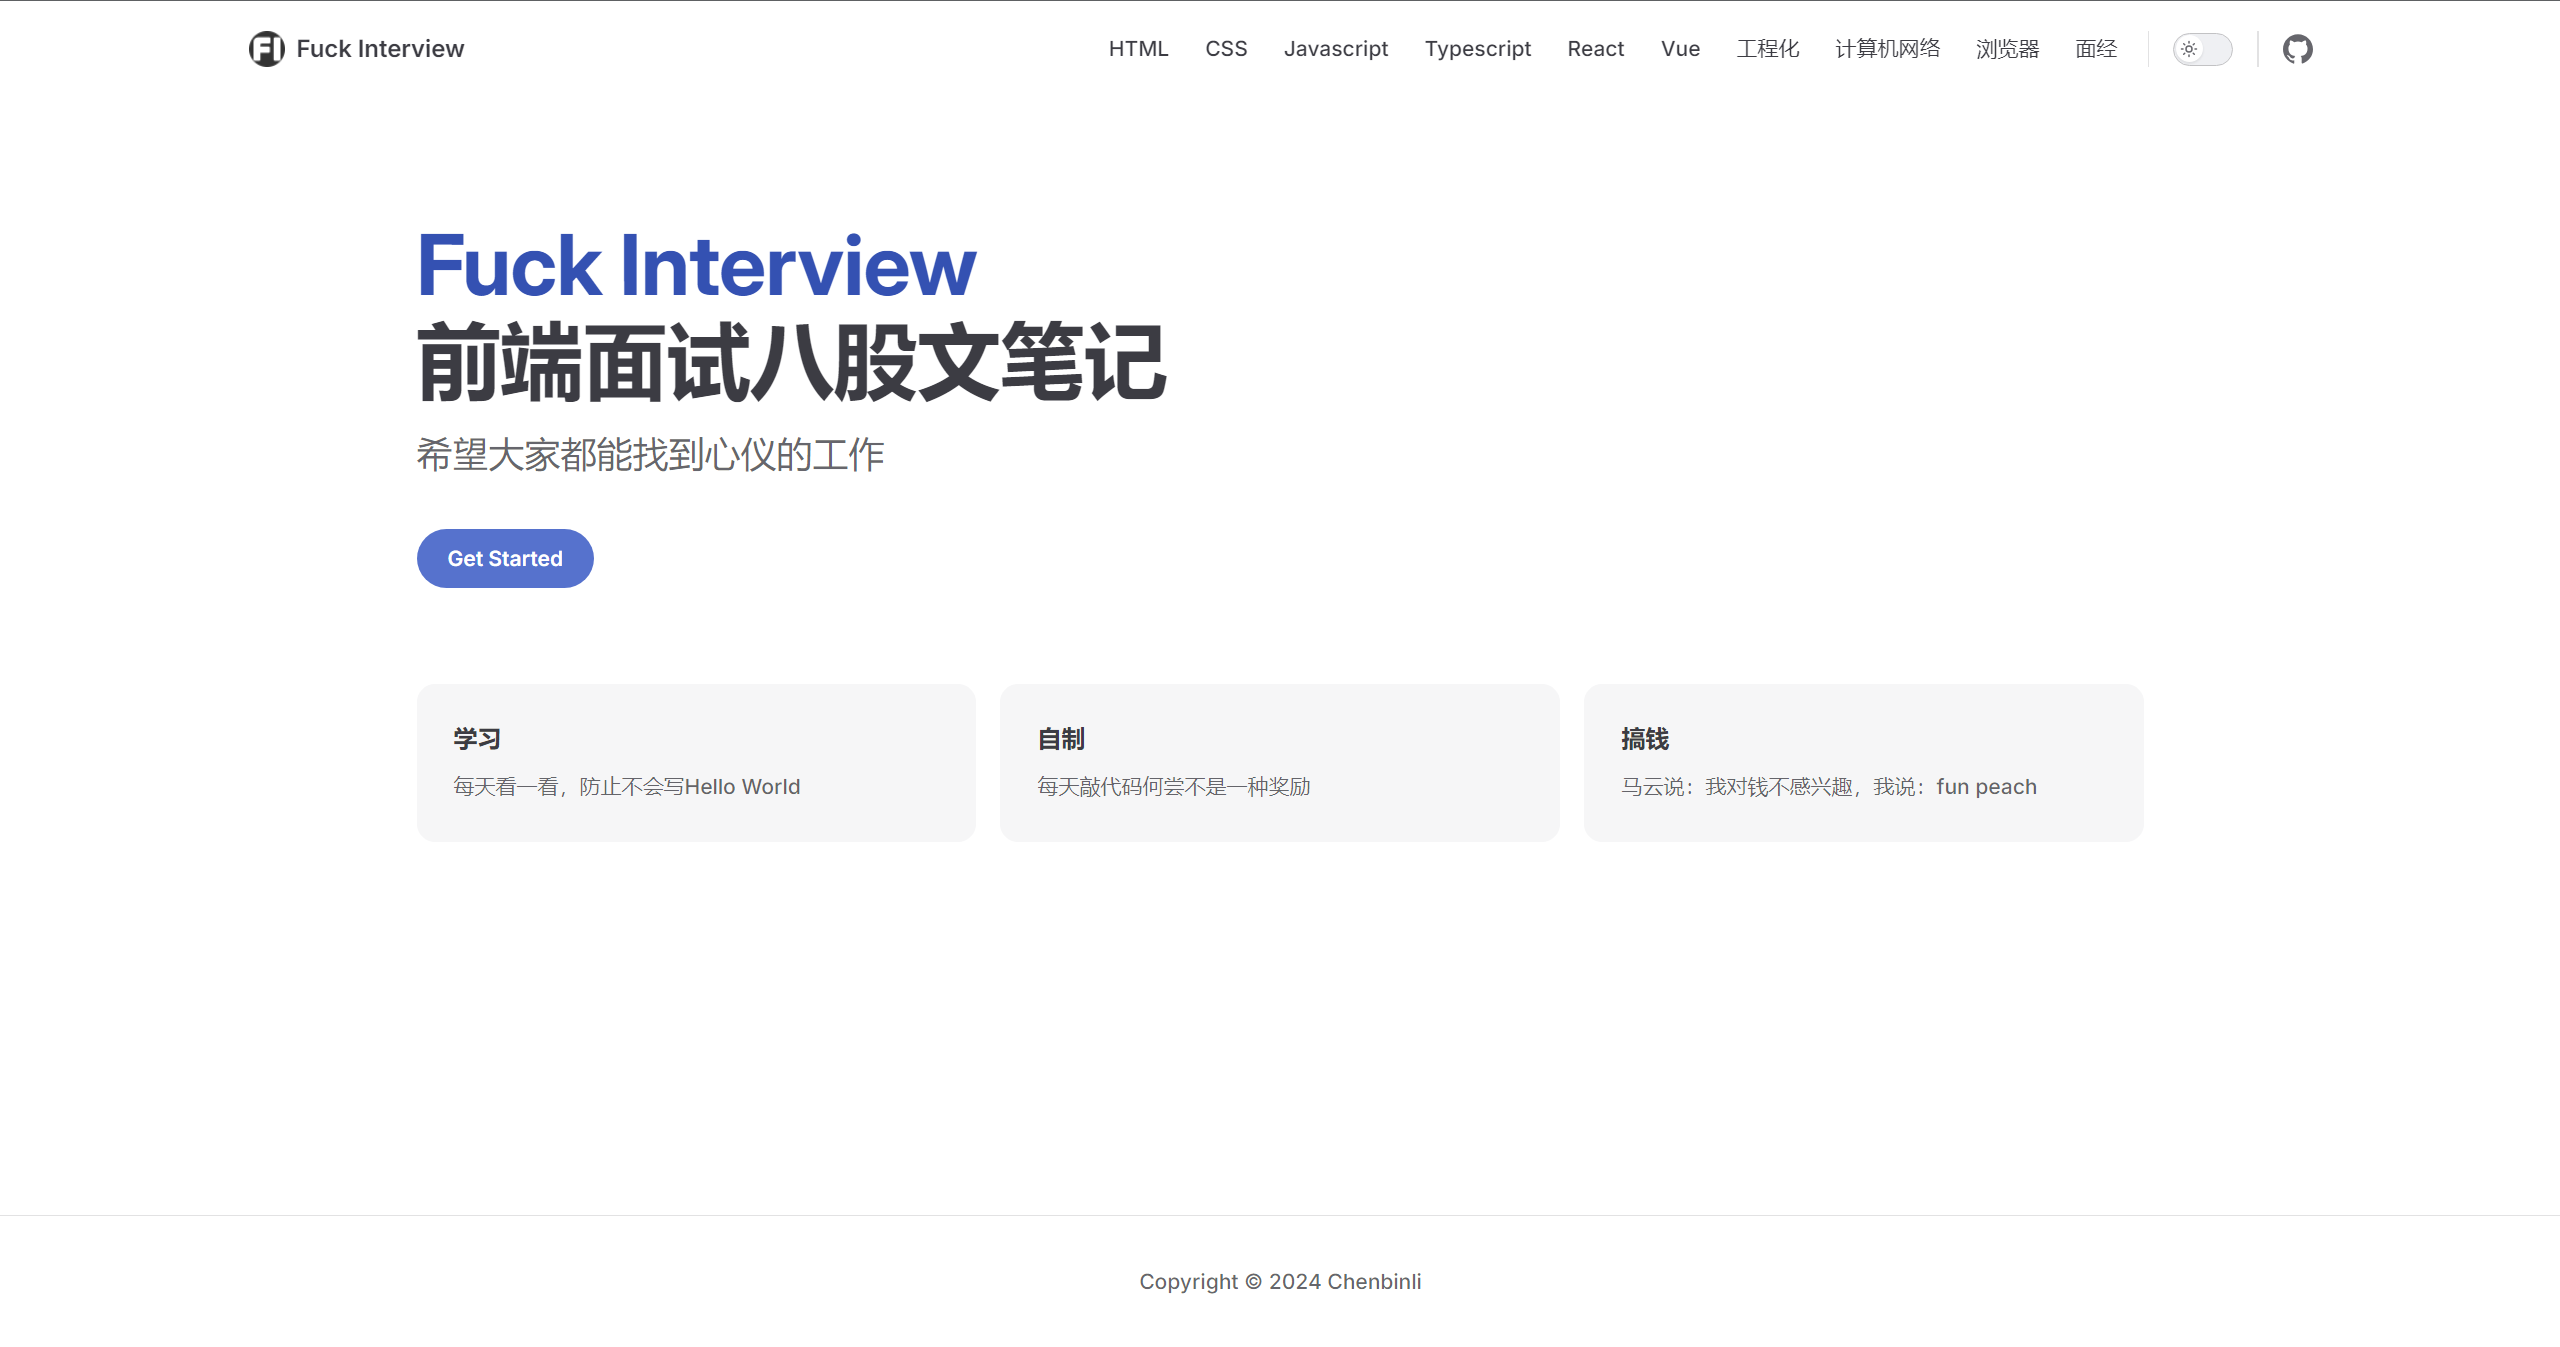 FI Fuck Interview
HTML CSS Javascript Typescript React Vue 工程化 计算机网络 浏览器 面经
Fuck Interview
前端面试八股文笔记
希望大家都能找到心仪的工作
Get Started
学习
每天看一看，防止不会写Hello World
自制
每天敲代码何尝不是一种奖励
搞钱
马云说：我对钱不感兴趣，我说：fun peach
Copyright © 2024 Chenbinli